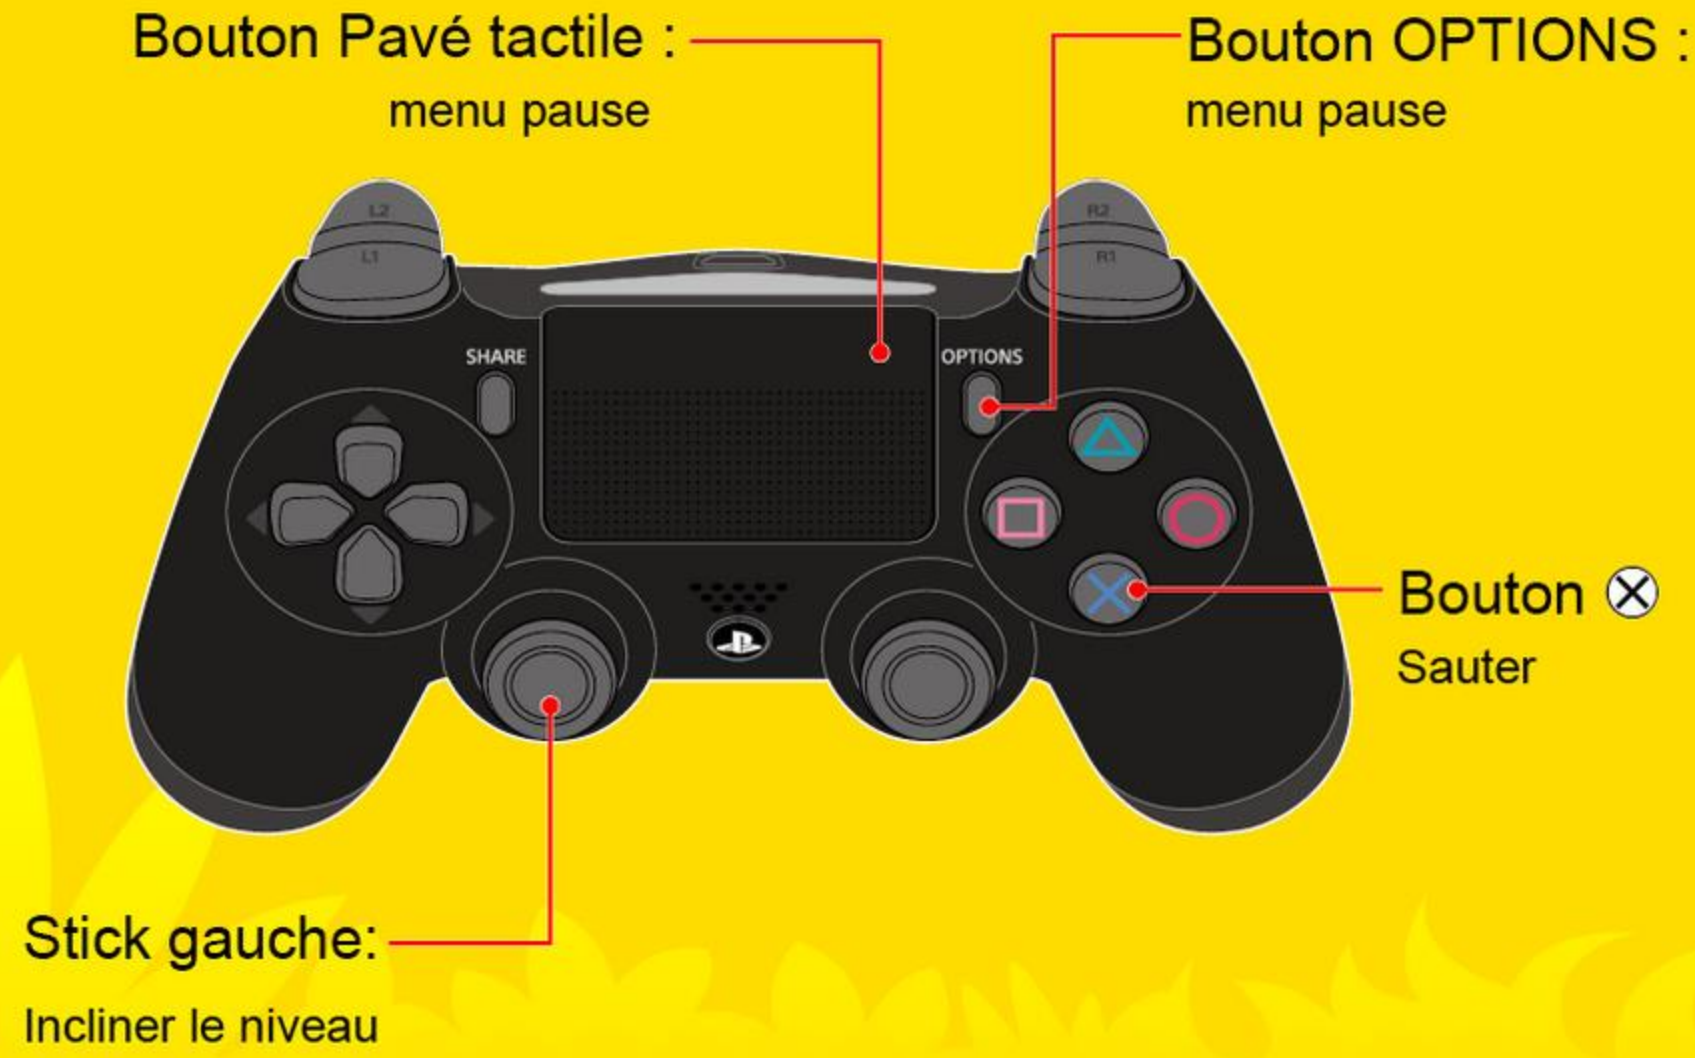 Bouton Pavé tactile :
menu pause
Bouton OPTIONS :
menu pause
L2
L1
R2
R1
SHARE
OPTIONS
Bouton ⓧ
Sauter
Stick gauche:
Incliner le niveau